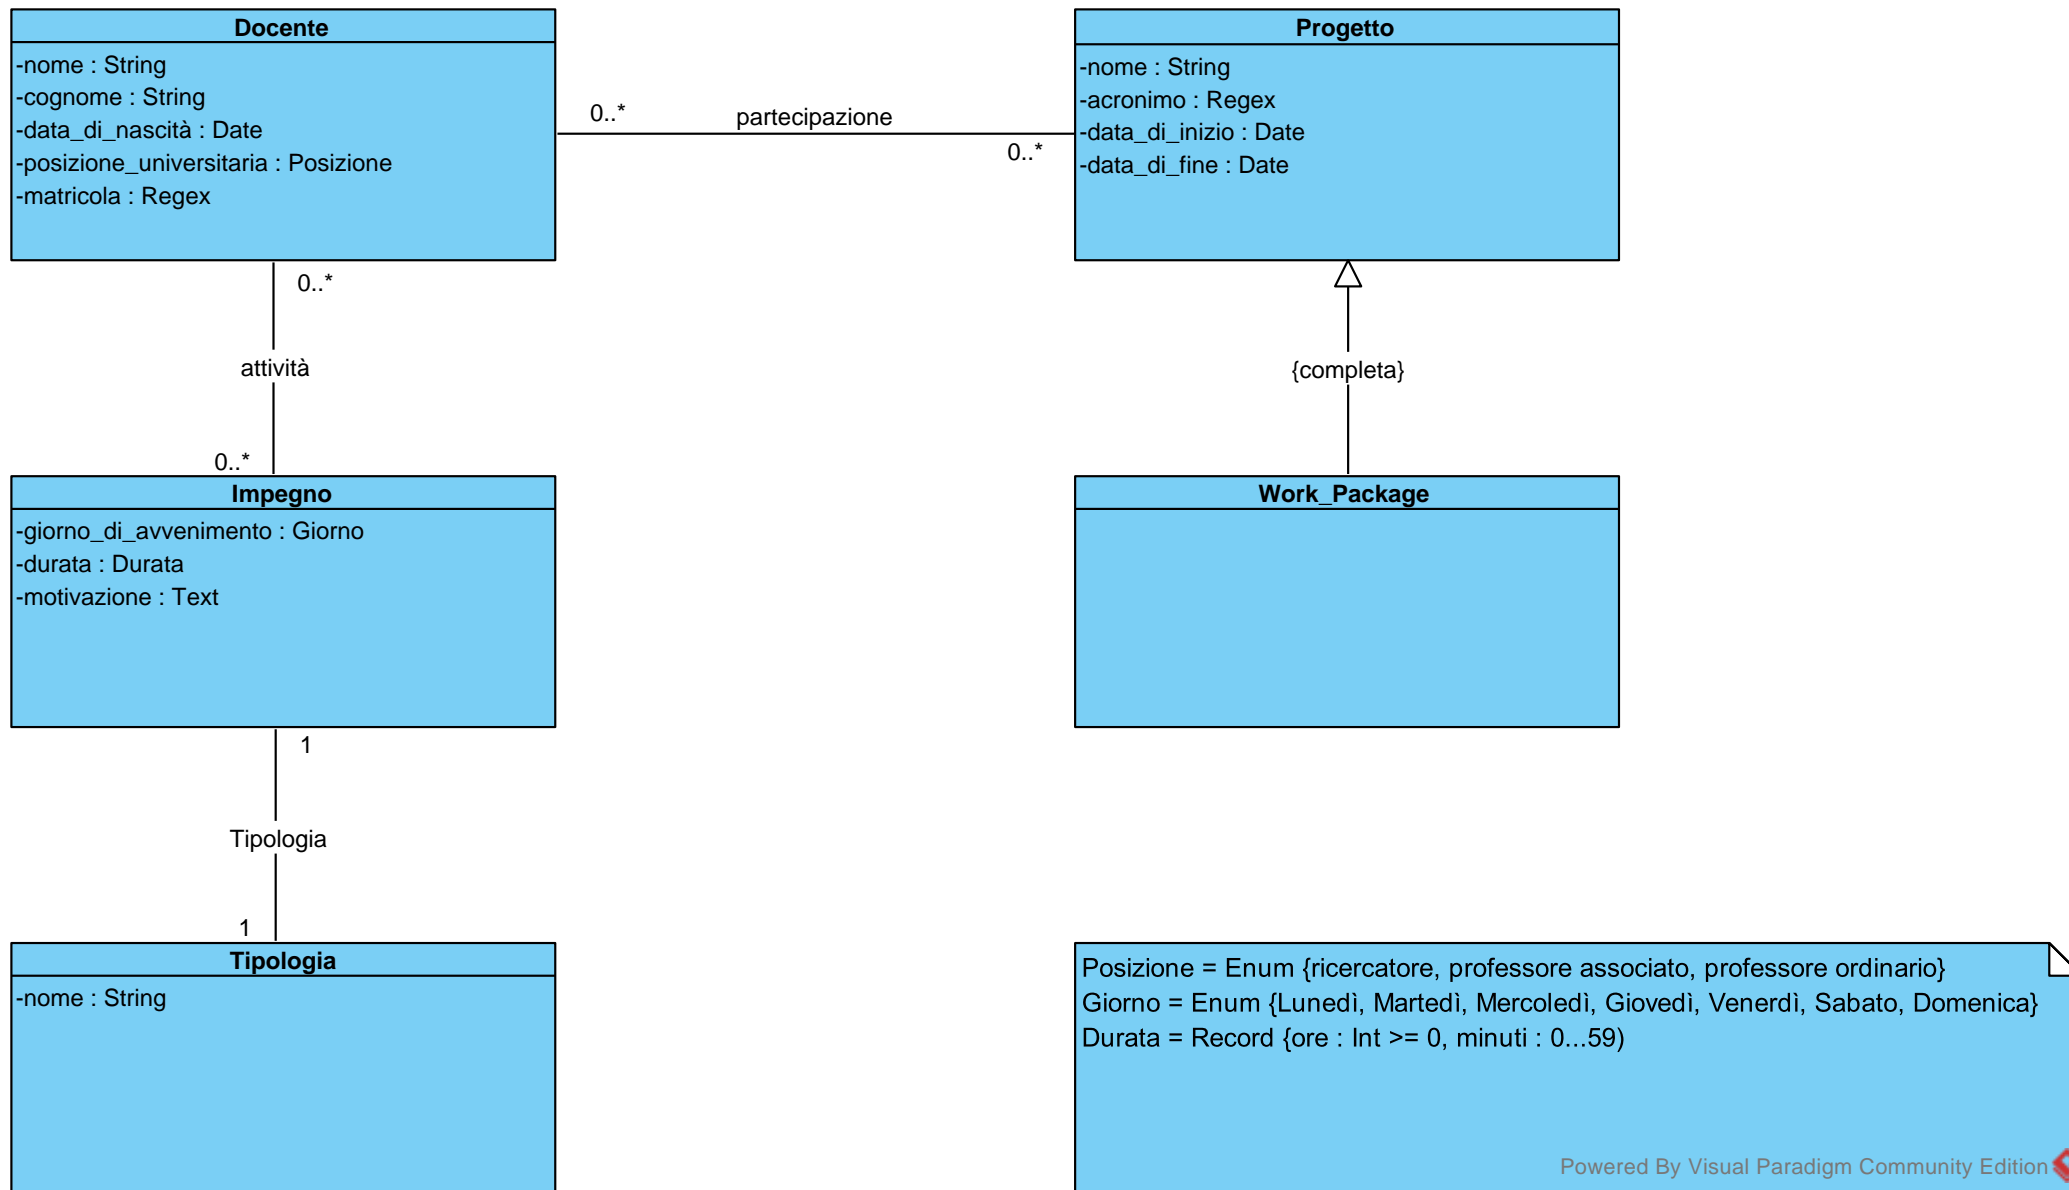 Docente
-nome : String
-cognome : String
-data_di_nascità : Date
-posizione_universitaria : Posizione
-matricola : Regex
0..*
partecipazione
0..*
Progetto
-nome : String
-acronimo : Regex
-data_di_inizio : Date
-data_di_fine : Date
0..*
attività
0..*
{completa}
Impegno
-giorno_di_avvenimento : Giorno
-durata : Durata
-motivazione : Text
Work_Package
1
Tipologia
1
Tipologia
-nome : String
Posizione = Enum {ricercatore, professore associato, professore ordinario}
Giorno = Enum {Lunedì, Martedì, Mercoledì, Giovedì, Venerdì, Sabato, Domenica}
Durata = Record {ore : Int >= 0, minuti : 0...59)
Powered By Visual Paradigm Community Edition